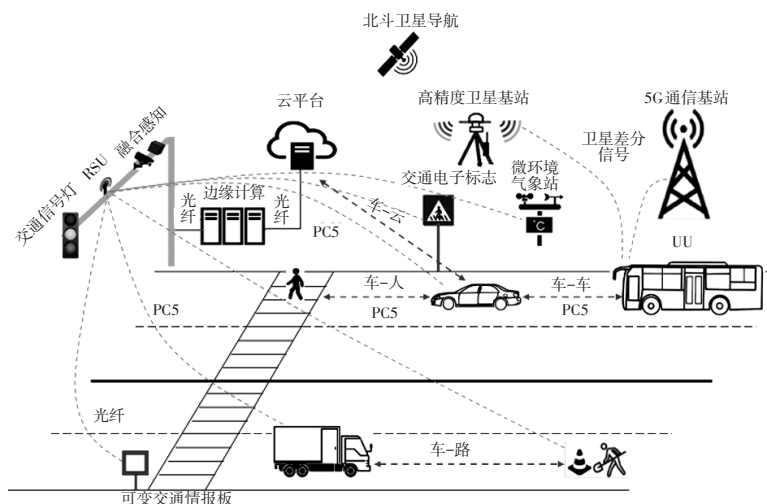 北斗卫星导航
云平台
高精度卫星基站
5G通信基站
融合感知
RSU
交通信号灯
卫星差分
信号
微环境
气象站
交通电子标志
边缘计算
光纤
光纤
车–云
PC5
UU
车–人
PC5
车–车
PC5
PC5
光纤
车–路
可变交通情报板